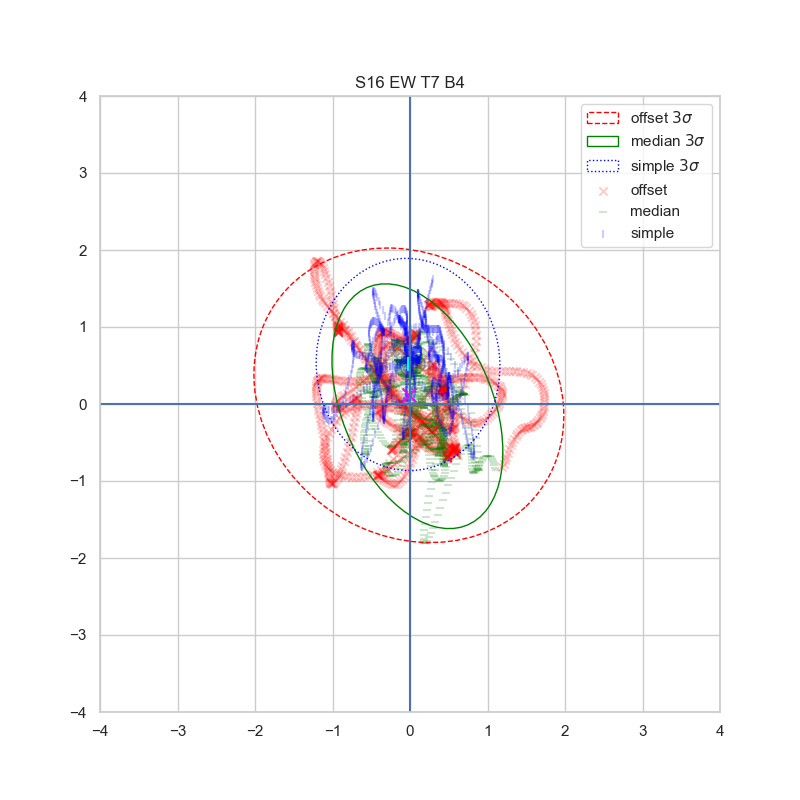 S16 EW T7 B4
offset 3σ
median 3σ
simple 3σ
offset
median
simple
4
3
2
1
0
−1
−2
−3
−4
−4 −3 −2 −1 0 1 2 3 4